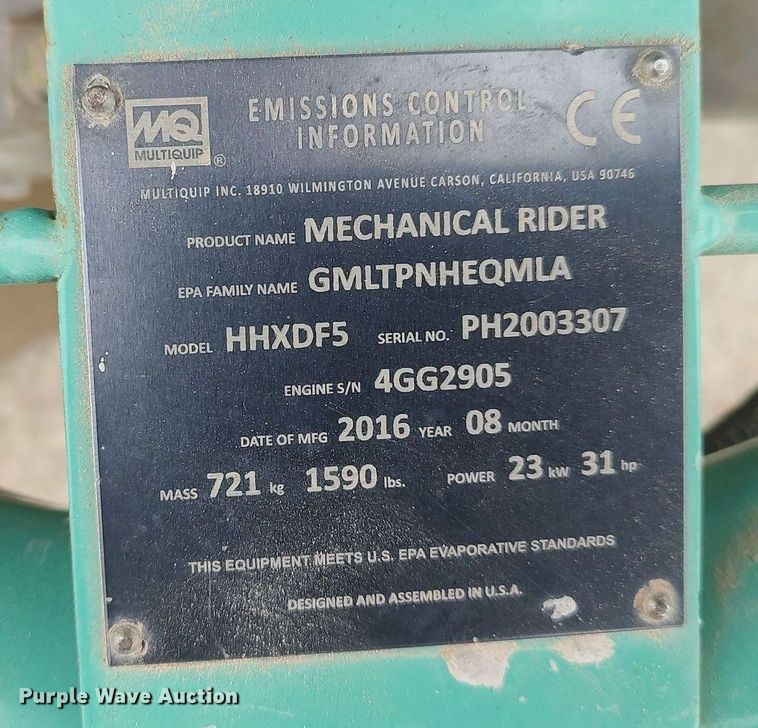 MQ
MULTIQUIP
®
EMISSIONS CONTROL
INFORMATION
CE
MULTIQUIP INC. 18910 WILMINGTON AVENUE CARSON, CALIFORNIA, USA 90746
PRODUCT NAME MECHANICAL RIDER
EPA FAMILY NAME GMLTPNHEQMLA
MODEL HHXDF5 SERIAL NO. PH2003307
ENGINE S/N 4GG2905
DATE OF MFG 2016 YEAR 08 MONTH
MASS 721 kg 1590 lbs. POWER 23 kW 31 hp
THIS EQUIPMENT MEETS U.S. EPA EVAPORATIVE STANDARDS
DESIGNED AND ASSEMBLED IN U.S.A.
Purple Wave Auction